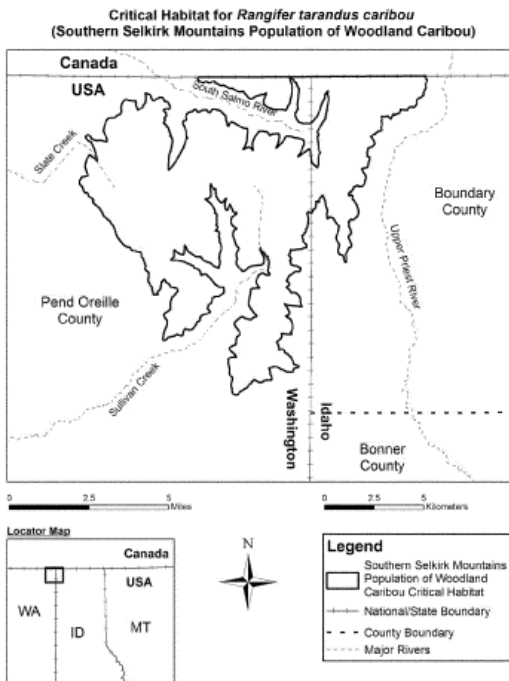 Critical Habitat for Rangifer tarandus caribou
(Southern Selkirk Mountains Population of Woodland Caribou)
Canada
USA
South Salmo River
Slate Creek
Boundary
County
Upper Priest River
Pend Oreille
County
Sullivan Creek
Washington
Idaho
Bonner
County
0 2.5 5
Miles
0 2.5 5
Kilometers
Locator Map
Canada
USA
WA
ID
MT
N
Legend
Southern Selkirk Mountains
Population of Woodland
Caribou Critical Habitat
National/State Boundary
County Boundary
Major Rivers